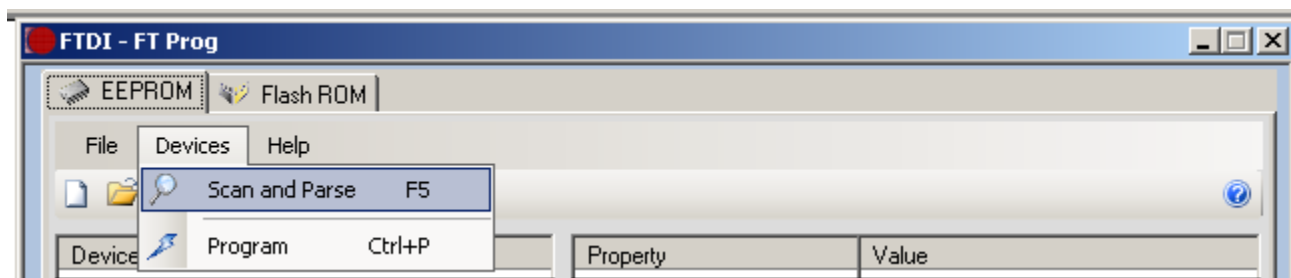 FTDI - FT Prog
EEPROM Flash ROM
File Devices Help
Scan and Parse F5
Program Ctrl+P
Device Property Value